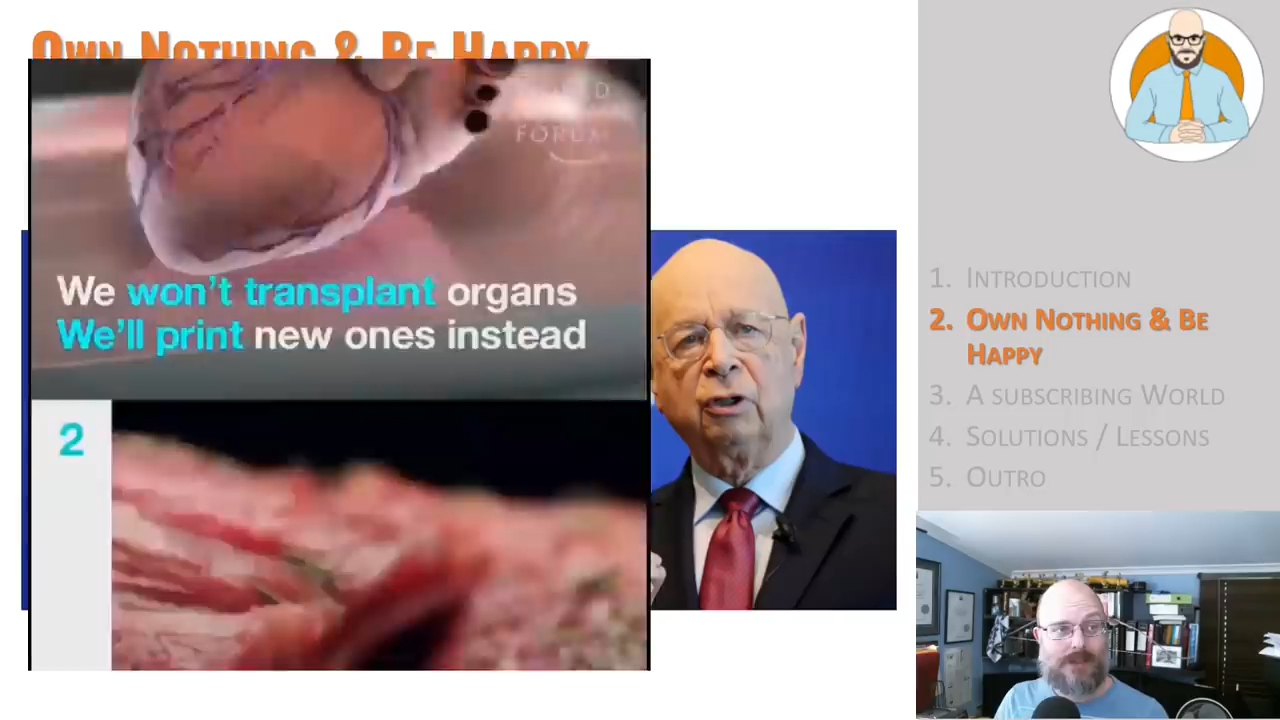 OWN NOTHING & BE HAPPY
FORUM
We won't transplant organs
We'll print new ones instead
2
1. INTRODUCTION
2. OWN NOTHING & BE
HAPPY
3. A SUBSCRIBING WORLD
4. SOLUTIONS / LESSONS
5. OUTRO